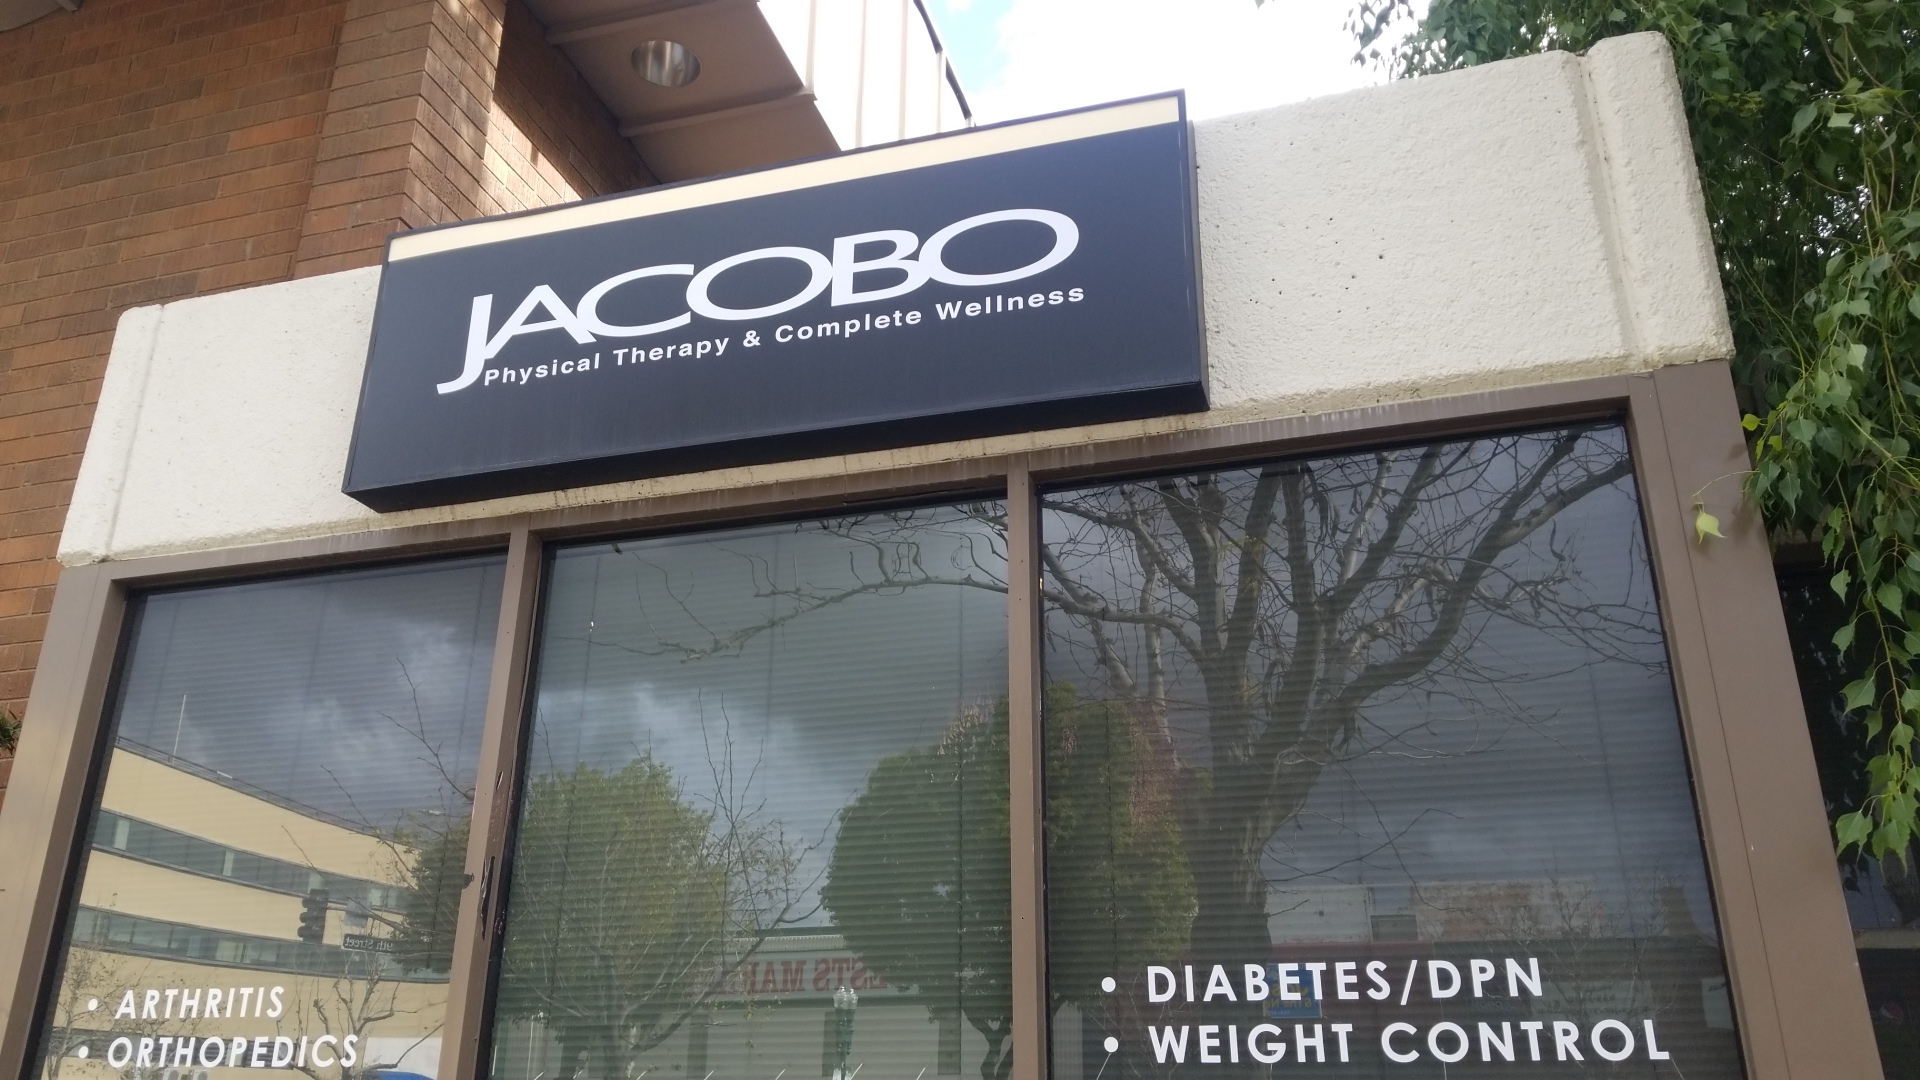 JACOBO
Physical Therapy & Complete Wellness
• ARTHRITIS
• ORTHOPEDICS
• DIABETES/DPN
• WEIGHT CONTROL